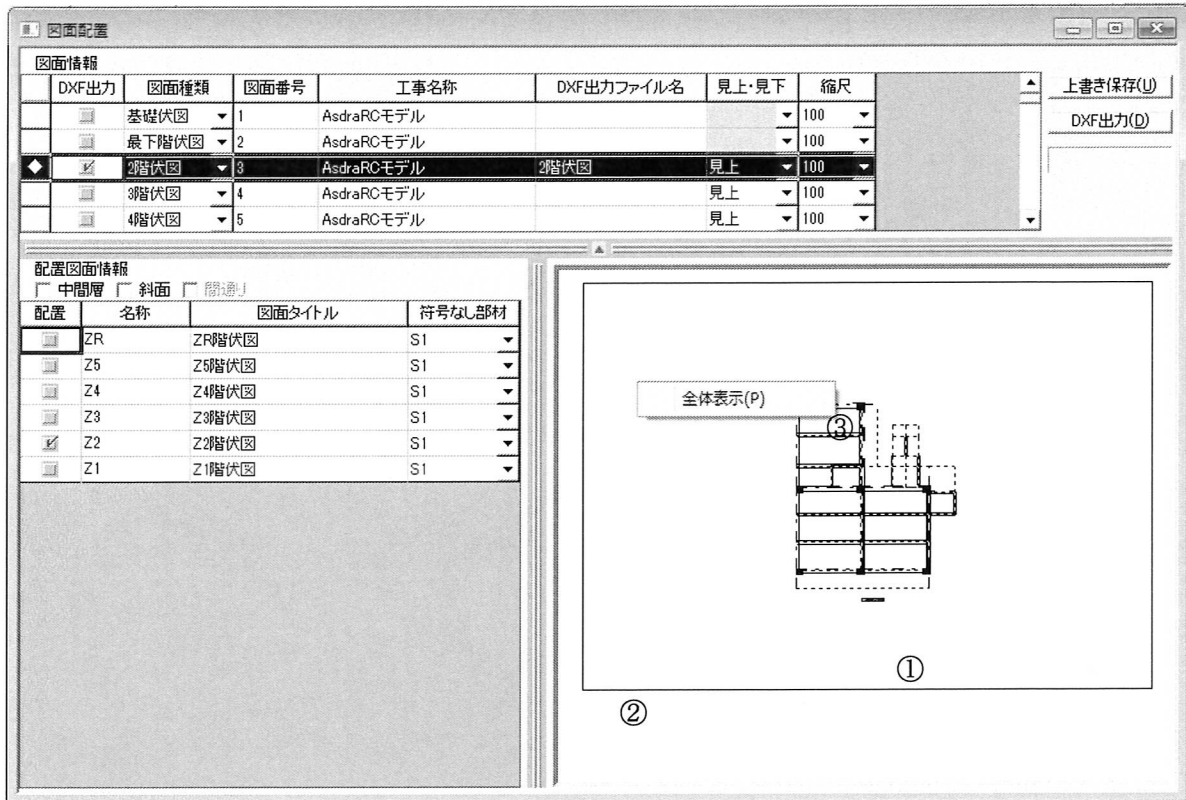 図面配置
図面情報
DXF出力 図面種類 図面番号 工事名称 DXF出力ファイル名 見上・見下 縮尺
基礎伏図 1 AsdraRCモデル 100
最下階伏図 2 AsdraRCモデル 100
2階伏図 3 AsdraRCモデル 2階伏図 見上 100
3階伏図 4 AsdraRCモデル 見上 100
4階伏図 5 AsdraRCモデル 見上 100
上書き保存(U)
DXF出力(D)
配置図面情報
中間層 斜面 間通り
配置 名称 図面タイトル 符号なし部材
ZR ZR階伏図 S1
Z5 Z5階伏図 S1
Z4 Z4階伏図 S1
Z3 Z3階伏図 S1
Z2 Z2階伏図 S1
Z1 Z1階伏図 S1
全体表示(P)
③
①
②